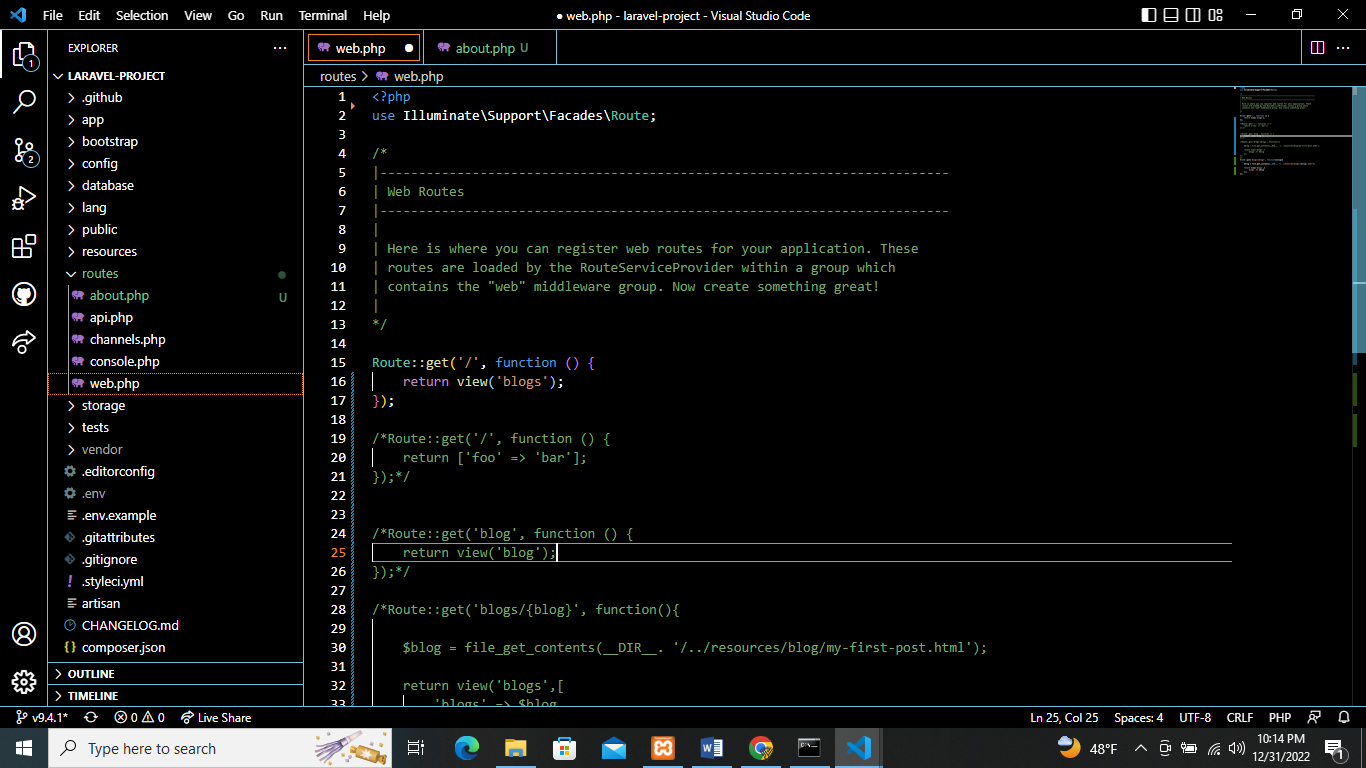 File Edit Selection View Go Run Terminal Help
● web.php - laravel-project - Visual Studio Code
EXPLORER
LARAVEL-PROJECT
.github
app
bootstrap
config
database
lang
public
resources
routes
about.php U
api.php
channels.php
console.php
web.php
storage
tests
vendor
.editorconfig
.env
.env.example
.gitattributes
.gitignore
.styleci.yml
artisan
CHANGELOG.md
composer.json
OUTLINE
TIMELINE
1
2
web.php
about.php U
routes > web.php
1 <?php
2 use Illuminate\Support\Facades\Route;
3
4 /*
5 |--------------------------------------------------------------------------
6 | Web Routes
7 |--------------------------------------------------------------------------
8 |
9 | Here is where you can register web routes for your application. These
10 | routes are loaded by the RouteServiceProvider within a group which
11 | contains the "web" middleware group. Now create something great!
12 |
13 */
14
15 Route::get('/', function () {
16     return view('blogs');
17 });
18
19 /*Route::get('/', function () {
20     return ['foo' => 'bar'];
21 });*/
22
23
24 /*Route::get('blog', function () {
25     return view('blog');
26 });*/
27
28 /*Route::get('blogs/{blog}', function(){
29
30     $blog = file_get_contents(__DIR__. '/../resources/blog/my-first-post.html');
31
32     return view('blogs',[
33         'blogs' => $blog
v9.4.1* 0 0 Live Share
Ln 25, Col 25 Spaces: 4 UTF-8 CRLF PHP
Type here to search
48°F
10:14 PM
12/31/2022
1